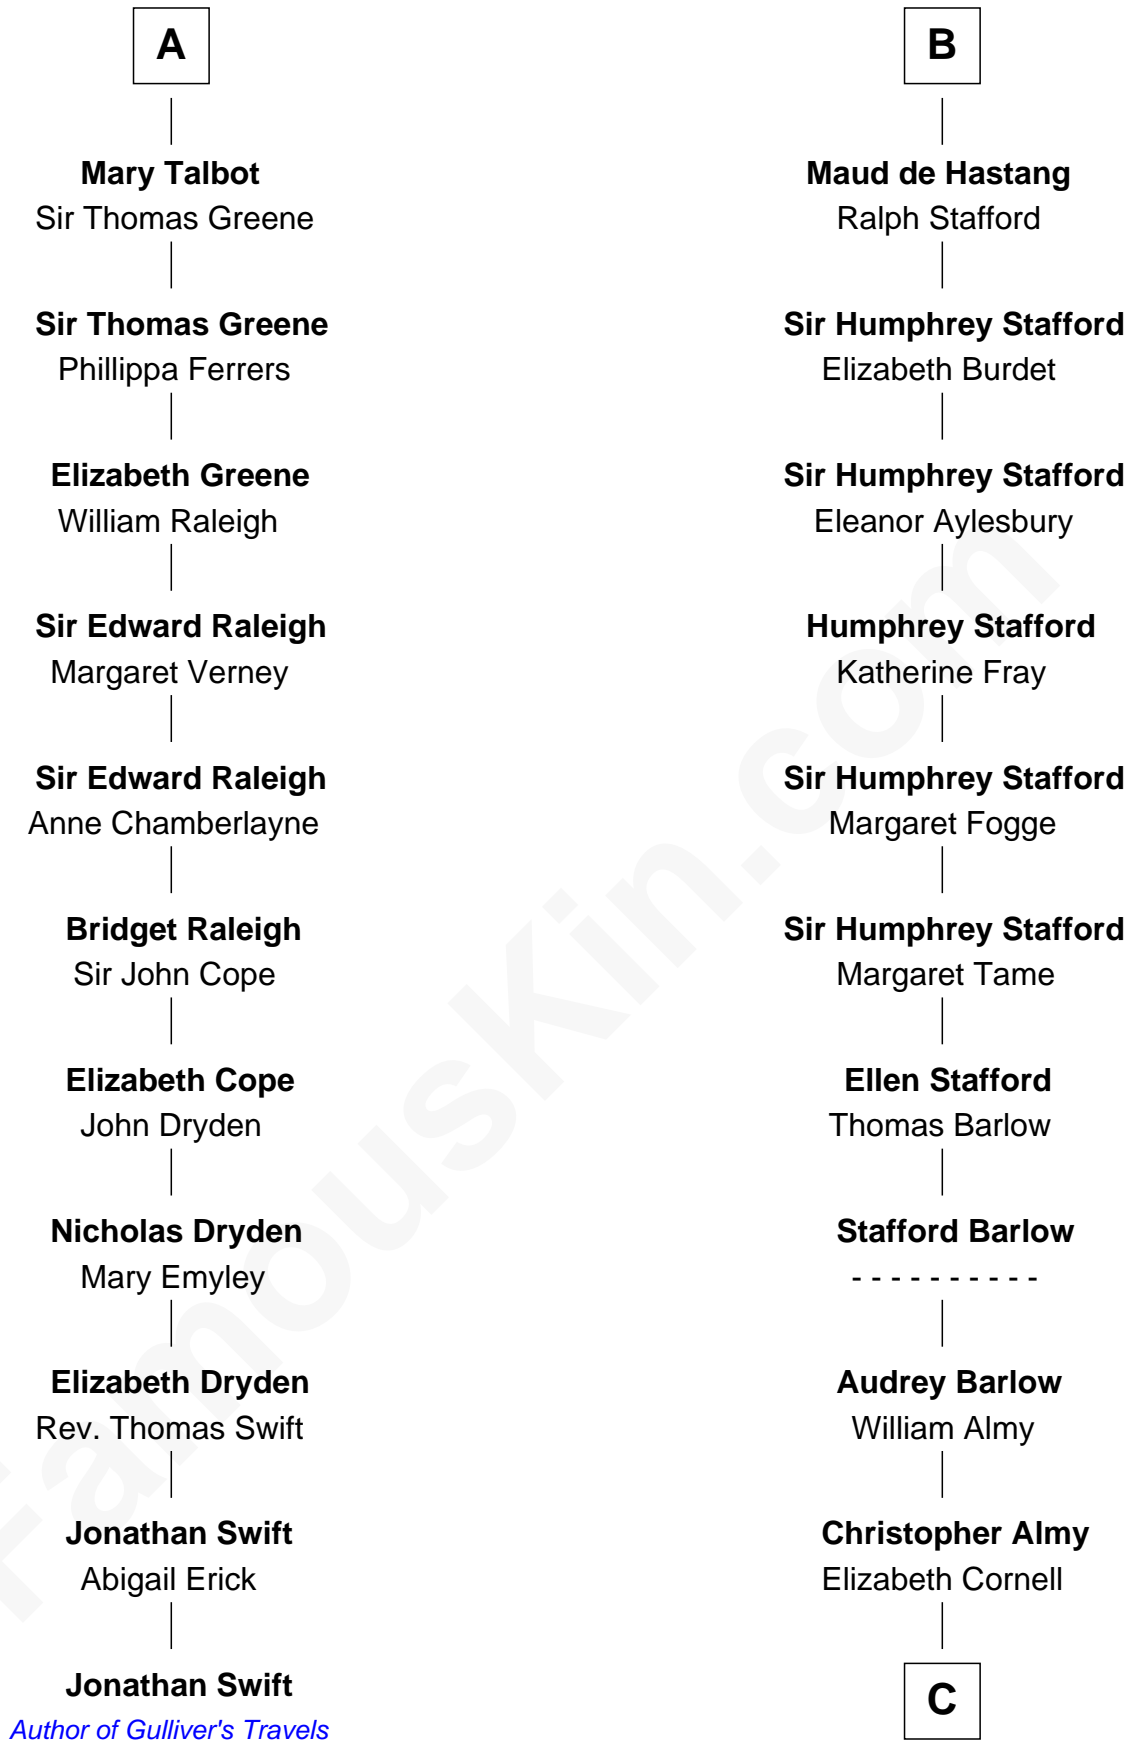 A
Mary Talbot
Sir Thomas Greene
Sir Thomas Greene
Phillippa Ferrers
Elizabeth Greene
William Raleigh
Sir Edward Raleigh
Margaret Verney
Sir Edward Raleigh
Anne Chamberlayne
Bridget Raleigh
Sir John Cope
Elizabeth Cope
John Dryden
Nicholas Dryden
Mary Emyley
Elizabeth Dryden
Rev. Thomas Swift
Jonathan Swift
Abigail Erick
Jonathan Swift
Author of Gulliver's Travels
B
Maud de Hastang
Ralph Stafford
Sir Humphrey Stafford
Elizabeth Burdet
Sir Humphrey Stafford
Eleanor Aylesbury
Humphrey Stafford
Katherine Fray
Sir Humphrey Stafford
Margaret Fogge
Sir Humphrey Stafford
Margaret Tame
Ellen Stafford
Thomas Barlow
Stafford Barlow
- - - - - - - - - -
Audrey Barlow
William Almy
Christopher Almy
Elizabeth Cornell
C
FamousKin.com